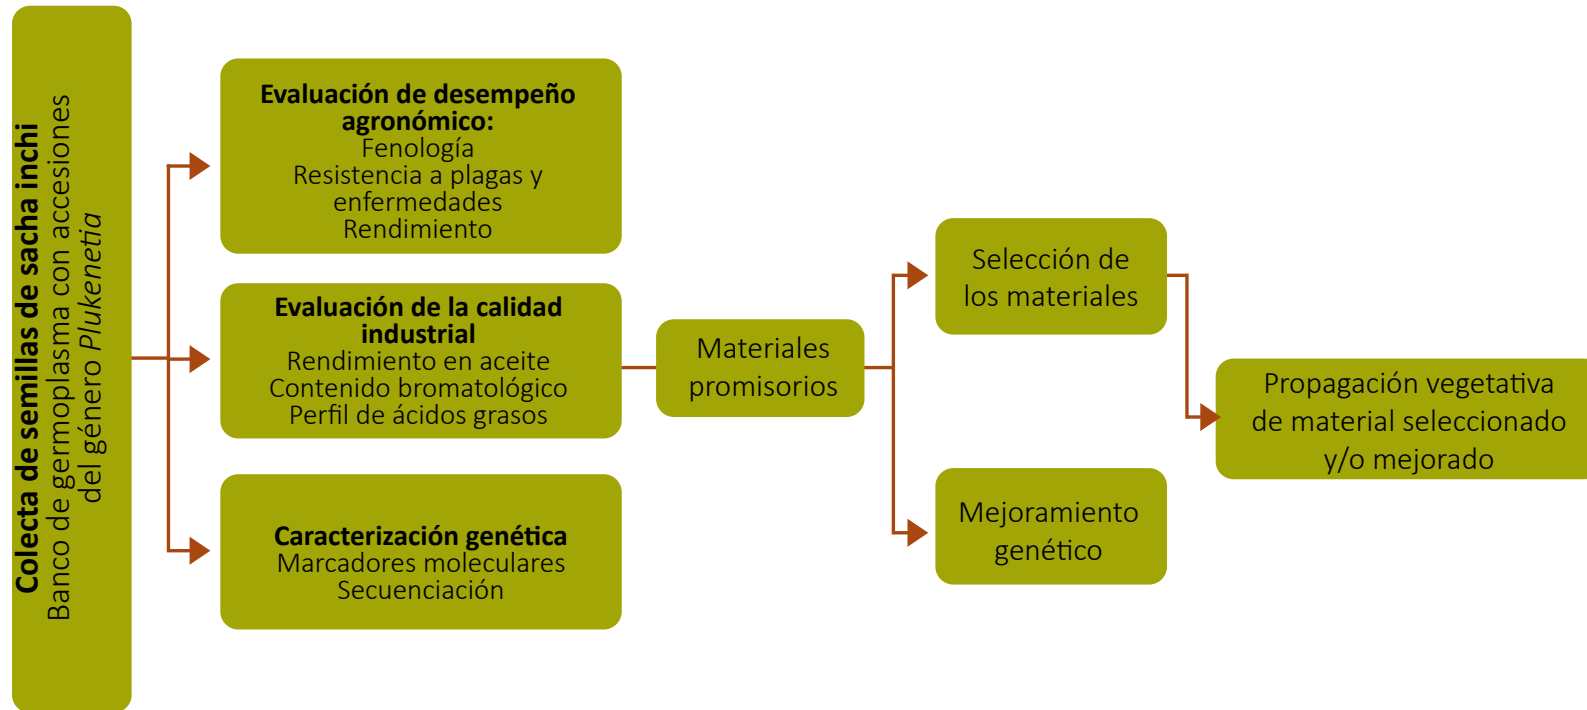 Colecta de semillas de sacha inchi
Banco de germoplasma con accesiones
del género Plukenetia
Evaluación de desempeño
agronómico:
Fenología
Resistencia a plagas y
enfermedades
Rendimiento
Evaluación de la calidad
industrial
Rendimiento en aceite
Contenido bromatológico
Perfil de ácidos grasos
Caracterización genética
Marcadores moleculares
Secuenciación
Materiales
promisorios
Selección de
los materiales
Mejoramiento
genético
Propagación vegetativa
de material seleccionado
y/o mejorado